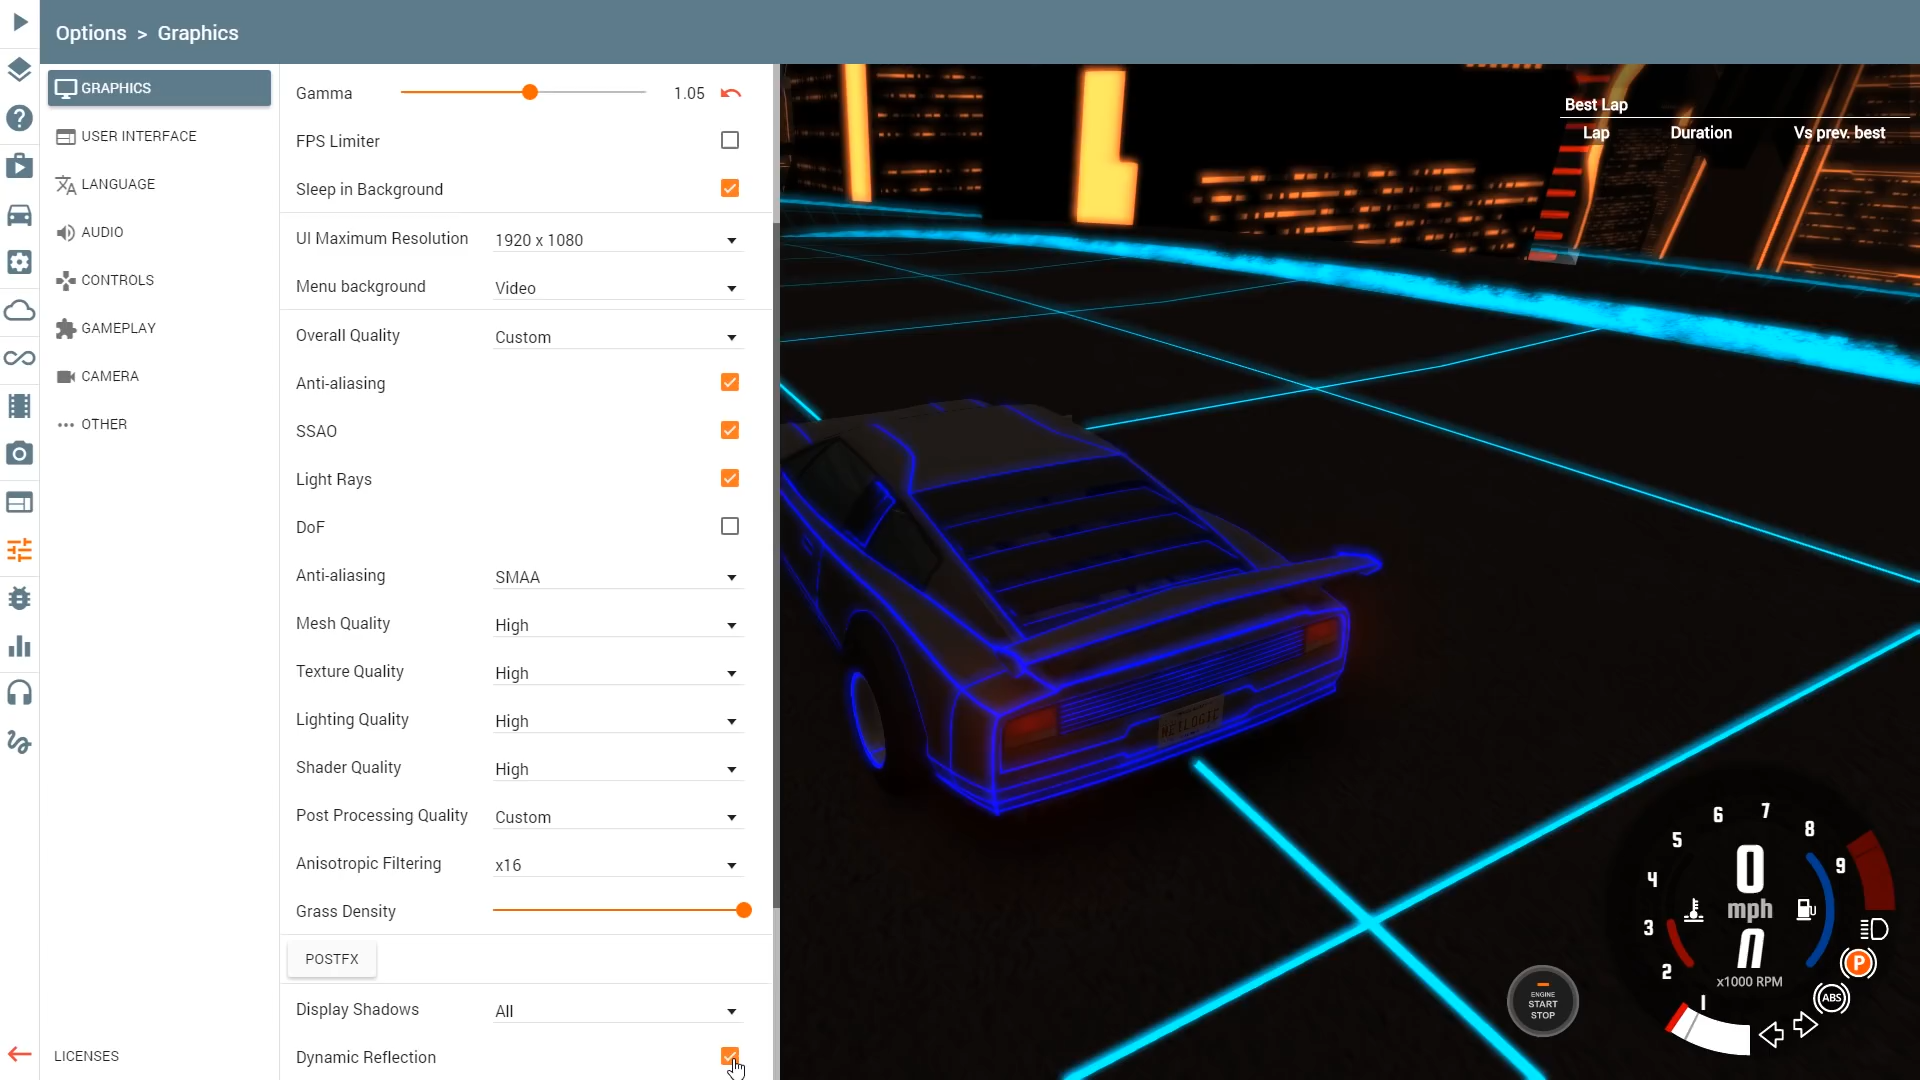 Options > Graphics
GRAPHICS
USER INTERFACE
LANGUAGE
AUDIO
CONTROLS
GAMEPLAY
CAMERA
OTHER
LICENSES
Gamma 1.05
FPS Limiter
Sleep in Background
UI Maximum Resolution 1920 x 1080
Menu background Video
Overall Quality Custom
Anti-aliasing
SSAO
Light Rays
DoF
Anti-aliasing SMAA
Mesh Quality High
Texture Quality High
Lighting Quality High
Shader Quality High
Post Processing Quality Custom
Anisotropic Filtering x16
Grass Density
POSTFX
Display Shadows All
Dynamic Reflection
Best Lap
Lap Duration Vs prev. best
ENGINE
START
STOP
1
2
3
4
5
6
7
8
9
0
mph
n
x1000 RPM
P
ABS